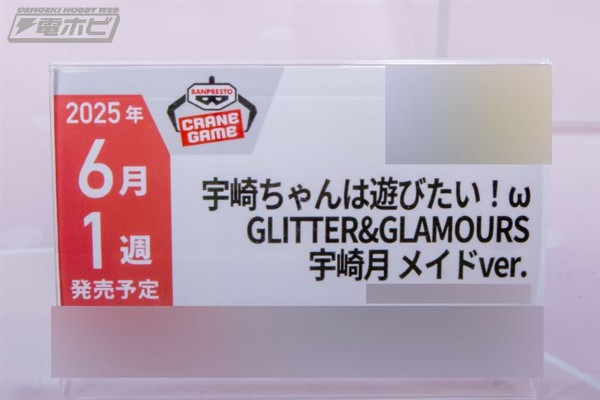 DENGEKI HOBBY WEB
電ホビ
2025年
6月
1週
発売予定
BANPRESTO
CRANE
GAME
宇崎ちゃんは遊びたい！ω
GLITTER&GLAMOURS
宇崎月 メイドver.